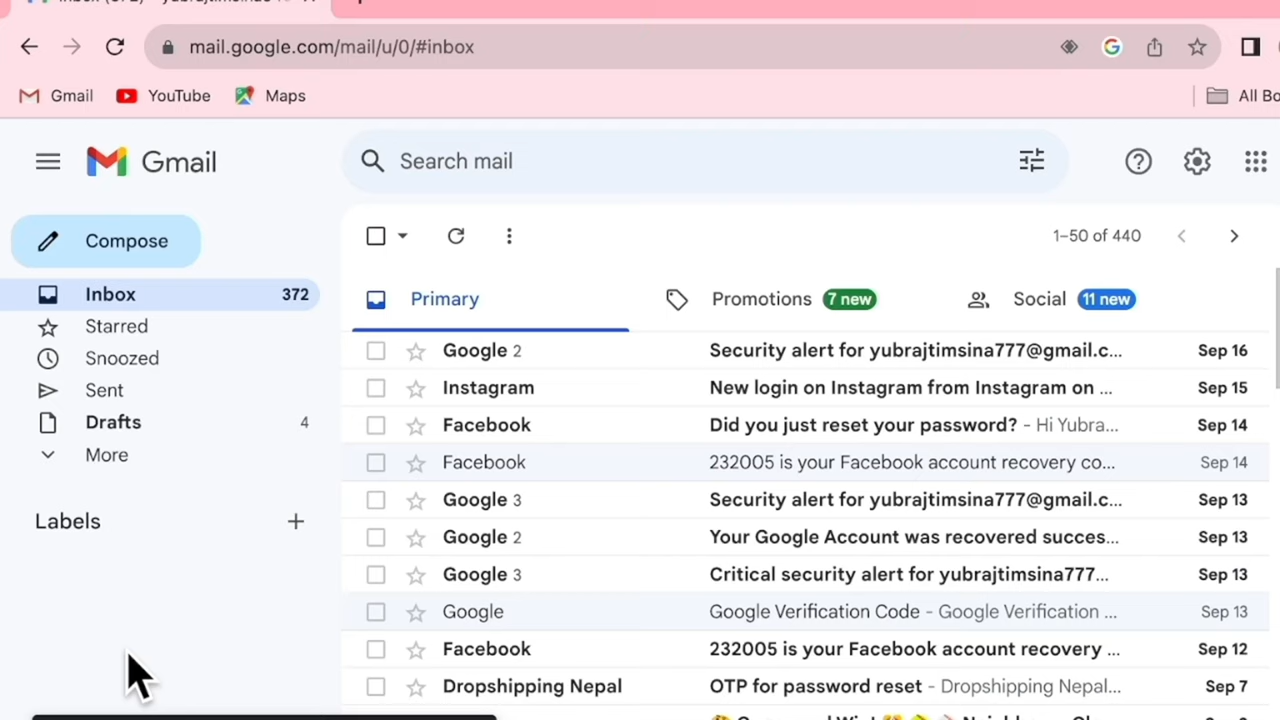 mail.google.com/mail/u/0/#inbox
Gmail YouTube Maps All Bo
Gmail Search mail
Compose 1–50 of 440
Inbox 372
Starred
Snoozed
Sent
Drafts 4
More
Labels
Primary Promotions 7 new Social 11 new
Google 2 Security alert for yubrajtimsina777@gmail.c... Sep 16
Instagram New login on Instagram from Instagram on ... Sep 15
Facebook Did you just reset your password? - Hi Yubra... Sep 14
Facebook 232005 is your Facebook account recovery co... Sep 14
Google 3 Security alert for yubrajtimsina777@gmail.c... Sep 13
Google 2 Your Google Account was recovered succes... Sep 13
Google 3 Critical security alert for yubrajtimsina777... Sep 13
Google Google Verification Code - Google Verification ... Sep 13
Facebook 232005 is your Facebook account recovery ... Sep 12
Dropshipping Nepal OTP for password reset - Dropshipping Nepal... Sep 7